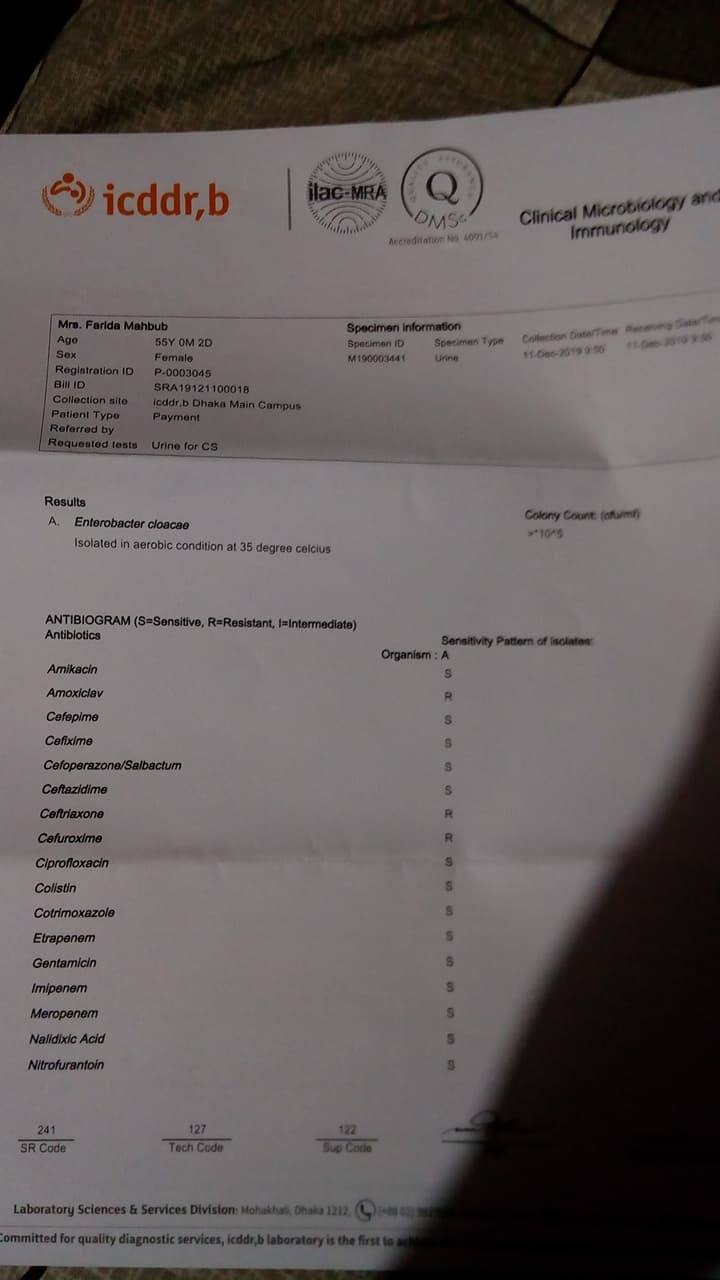 icddr,b
ilac-MRA
QUALITY ASSURANCE
Q
DMSc
Accreditation No. 4091/54
Clinical Microbiology and
Immunology
Mrs. Farida Mahbub
Age 55Y 0M 2D
Sex Female
Registration ID P-0003045
Bill ID SRA19121100018
Collection site icddr,b Dhaka Main Campus
Patient Type Payment
Referred by
Requested tests Urine for CS
Specimen information
Specimen ID Specimen Type Collection Date/Time Receiving Date/Time
M190003441 Urine 11-Dec-2019 9:56 11-Dec-2019 9:56
Results
A. Enterobacter cloacae
Isolated in aerobic condition at 35 degree celcius
Colony Count: (cfu/ml)
>*10^5
ANTIBIOGRAM (S=Sensitive, R=Resistant, I=Intermediate)
Antibiotics Sensitivity Pattern of Isolates:
Organism : A
Amikacin S
Amoxiclav R
Cefepime S
Cefixime S
Cefoperazone/Salbactum S
Ceftazidime S
Ceftriaxone R
Cefuroxime R
Ciprofloxacin S
Colistin S
Cotrimoxazole S
Etrapenem S
Gentamicin S
Imipenem S
Meropenem S
Nalidixic Acid S
Nitrofurantoin S
241 127 122
SR Code Tech Code Sup Code
Laboratory Sciences & Services Division: Mohakhali, Dhaka 1212,
Committed for quality diagnostic services, icddr,b laboratory is the first to